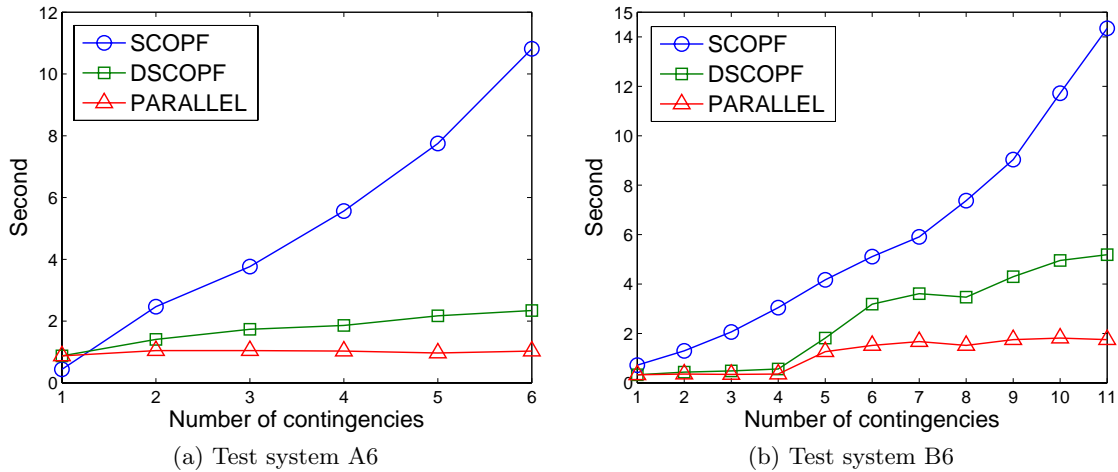 12
10
8
6
4
2
0
Second
SCOPF
DSCOPF
PARALLEL
1 2 3 4 5 6
Number of contingencies
(a) Test system A6
15
14
12
10
8
6
4
2
0
Second
SCOPF
DSCOPF
PARALLEL
1 2 3 4 5 6 7 8 9 10 11
Number of contingencies
(b) Test system B6